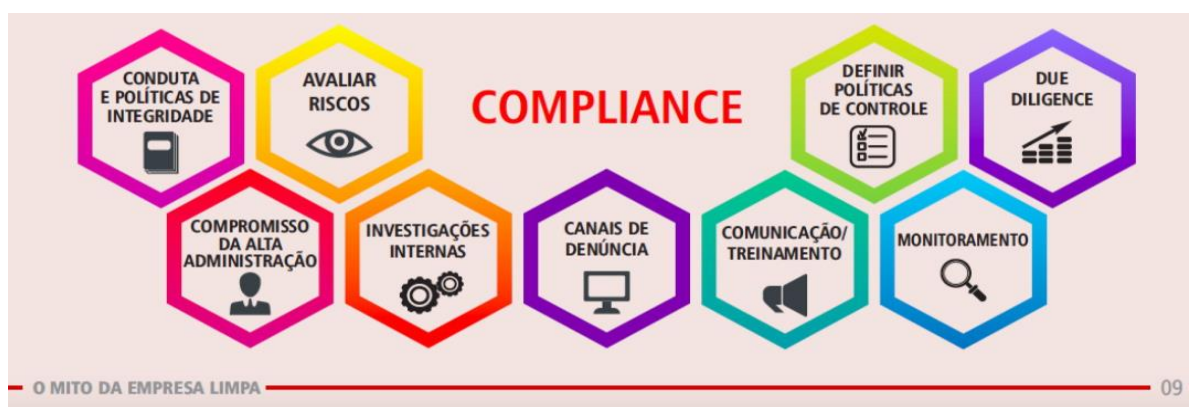 CONDUTA
E POLÍTICAS DE
INTEGRIDADE
AVALIAR
RISCOS
COMPLIANCE
DEFINIR
POLÍTICAS
DE CONTROLE
DUE
DILIGENCE
COMPROMISSO
DA ALTA
ADMINISTRAÇÃO
INVESTIGAÇÕES
INTERNAS
CANAIS DE
DENÚNCIA
COMUNICAÇÃO/
TREINAMENTO
MONITORAMENTO
O MITO DA EMPRESA LIMPA
09